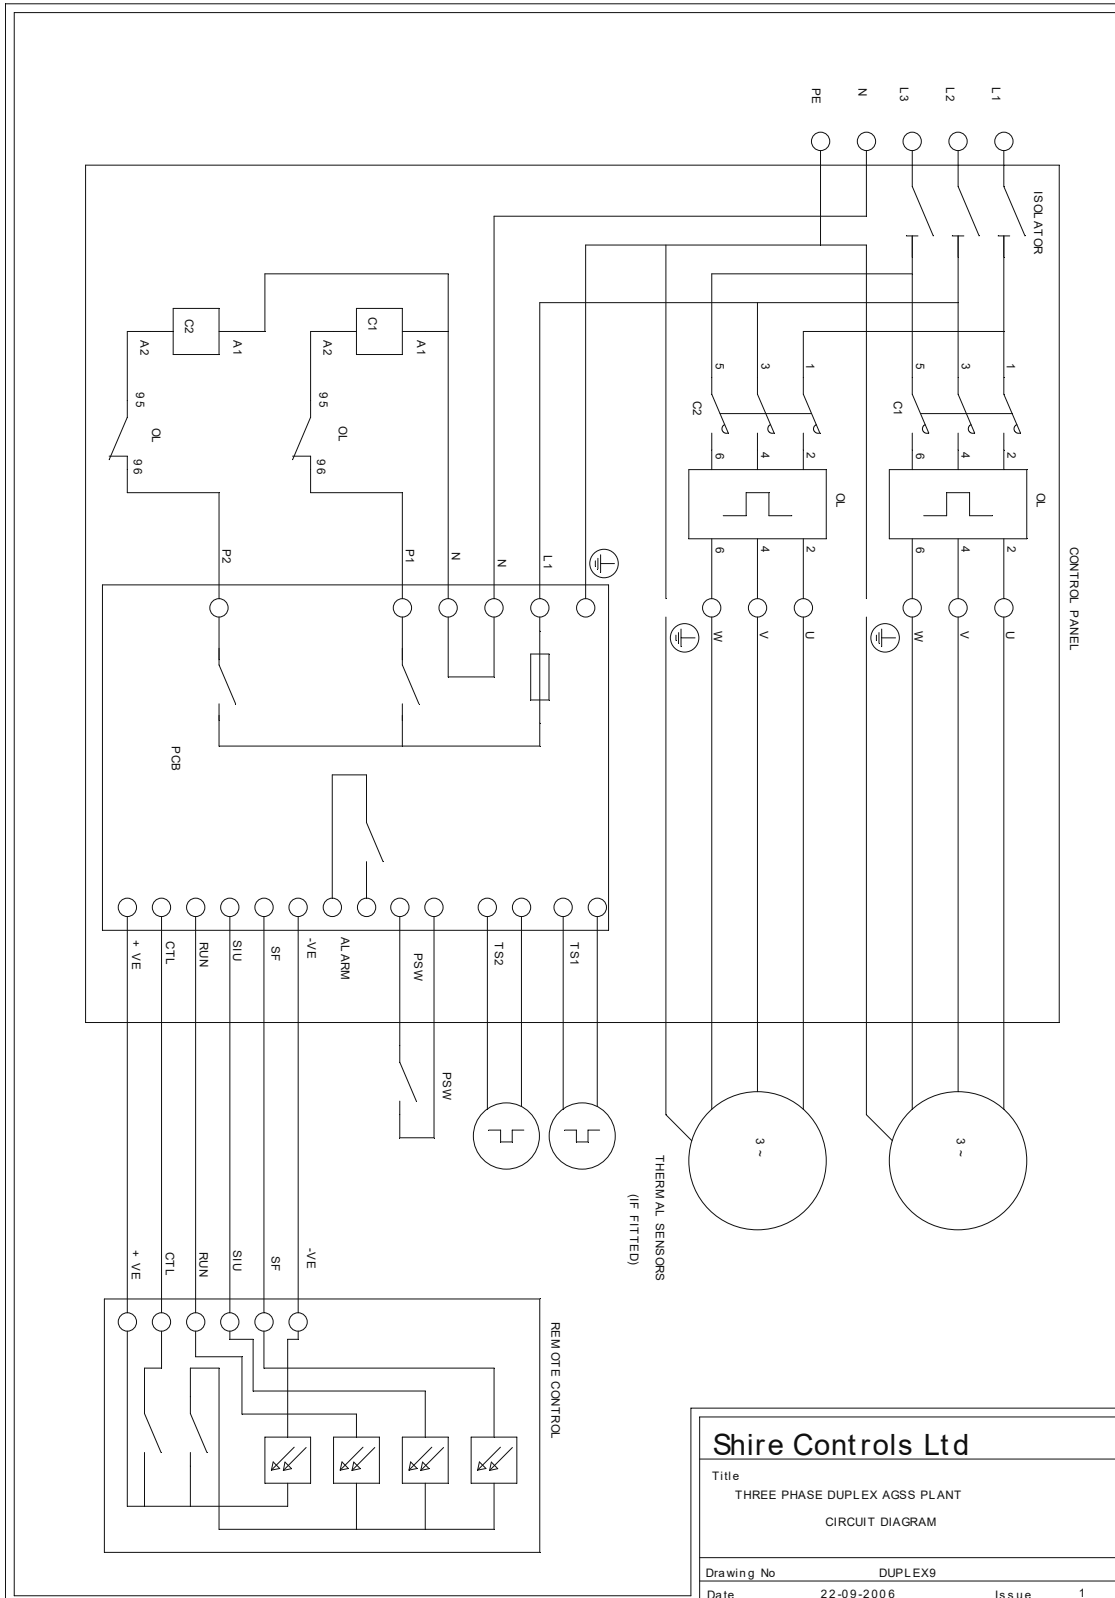 PE
N
L3
L2
L1
ISOLATOR
C2
A2
A1
C1
A2
A1
95
OL
96
95
OL
96
5
3
1
5
3
1
C2
C1
6
4
2
6
4
2
OL
OL
6
4
2
6
4
2
CONTROL PANEL
P2
P1
N
N
L1
W
V
U
W
V
U
PCB
+ VE
CTL
RUN
SIU
SF
-VE
ALARM
PSW
TS2
TS1
PSW
3 ~
3 ~
THERMAL SENSORS
(IF FITTED)
+ VE
CTL
RUN
SIU
SF
-VE
REMOTE CONTROL
Shire Controls Ltd
Title
THREE PHASE DUPLEX AGSS PLANT
CIRCUIT DIAGRAM
Drawing No DUPLEX9
Date 22-09-2006 Issue 1